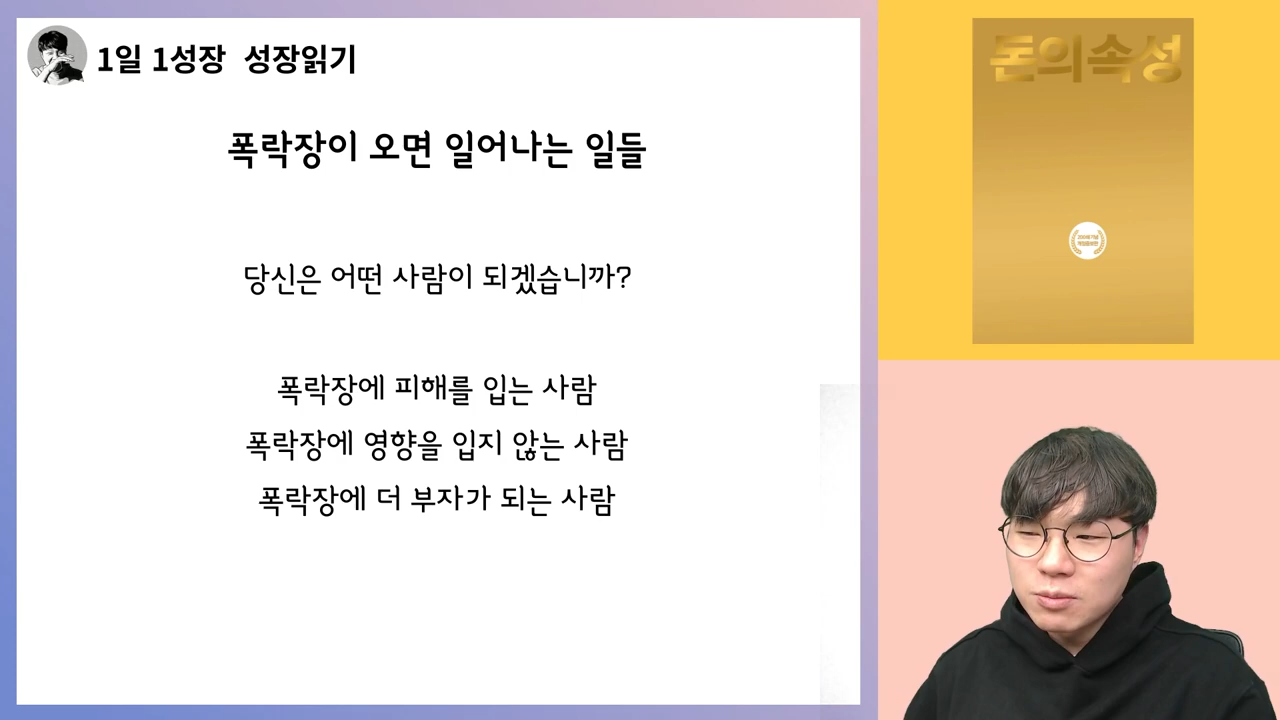 1일 1성장 성장읽기
폭락장이 오면 일어나는 일들
당신은 어떤 사람이 되겠습니까?
폭락장에 피해를 입는 사람
폭락장에 영향을 입지 않는 사람
폭락장에 더 부자가 되는 사람
돈의 속성